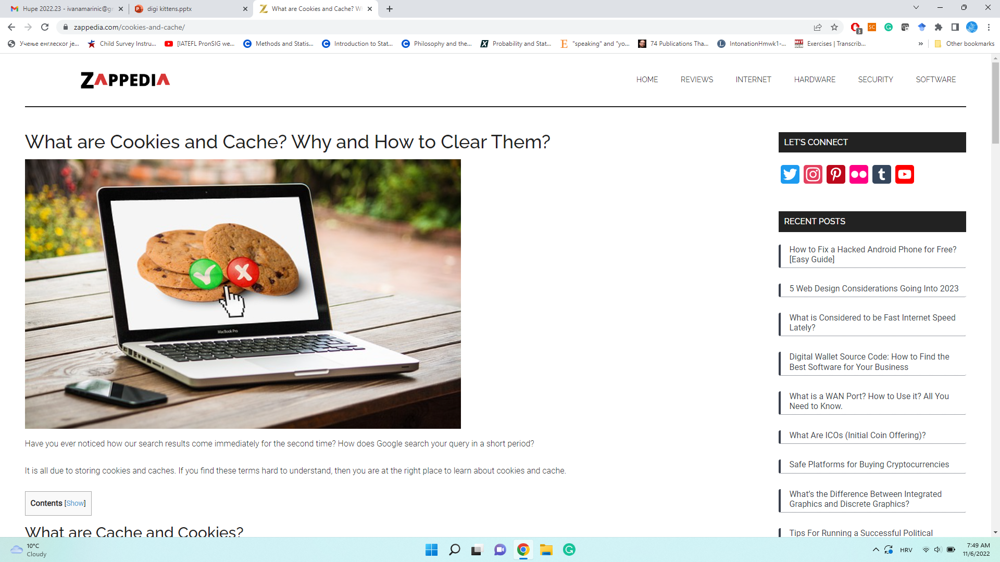 Hupe 2022.23 - ivanamarinic@gr
digi kittens.pptx
What are Cookies and Cache? W
zappedia.com/cookies-and-cache/
3
SC
Учење енглеског је...
Child Survey Instru...
[IATEFL PronSIG we...
Methods and Statis...
Introduction to Stat...
Philosophy and the...
Probability and Stat...
"speaking" and "yo...
74 Publications Tha...
IntonationHmwk1-...
Exercises | Transcrib...
»
Other bookmarks
ZAPPEDIA
HOME
REVIEWS
INTERNET
HARDWARE
SECURITY
SOFTWARE
What are Cookies and Cache? Why and How to Clear Them?
MacBook Pro
Have you ever noticed how our search results come immediately for the second time? How does Google search your query in a short period?
It is all due to storing cookies and caches. If you find these terms hard to understand, then you are at the right place to learn about cookies and cache.
Contents [Show]
What are Cache and Cookies?
LET'S CONNECT
RECENT POSTS
How to Fix a Hacked Android Phone for Free?
[Easy Guide]
5 Web Design Considerations Going Into 2023
What is Considered to be Fast Internet Speed
Lately?
Digital Wallet Source Code: How to Find the
Best Software for Your Business
What is a WAN Port? How to Use it? All You
Need to Know.
What Are ICOs (Initial Coin Offering)?
Safe Platforms for Buying Cryptocurrencies
What's the Difference Between Integrated
Graphics and Discrete Graphics?
Tips For Running a Successful Political
10°C
Cloudy
HRV
7:49 AM
11/6/2022